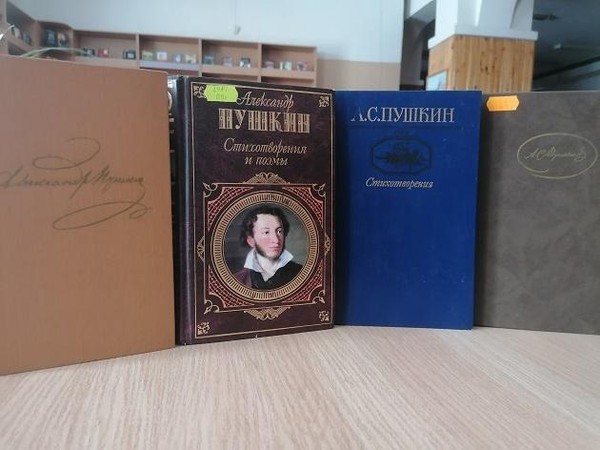 Александр Пушкин
Александр
ПУШКИН
Стихотворения
и поэмы
А.С.ПУШКИН
Стихотворения